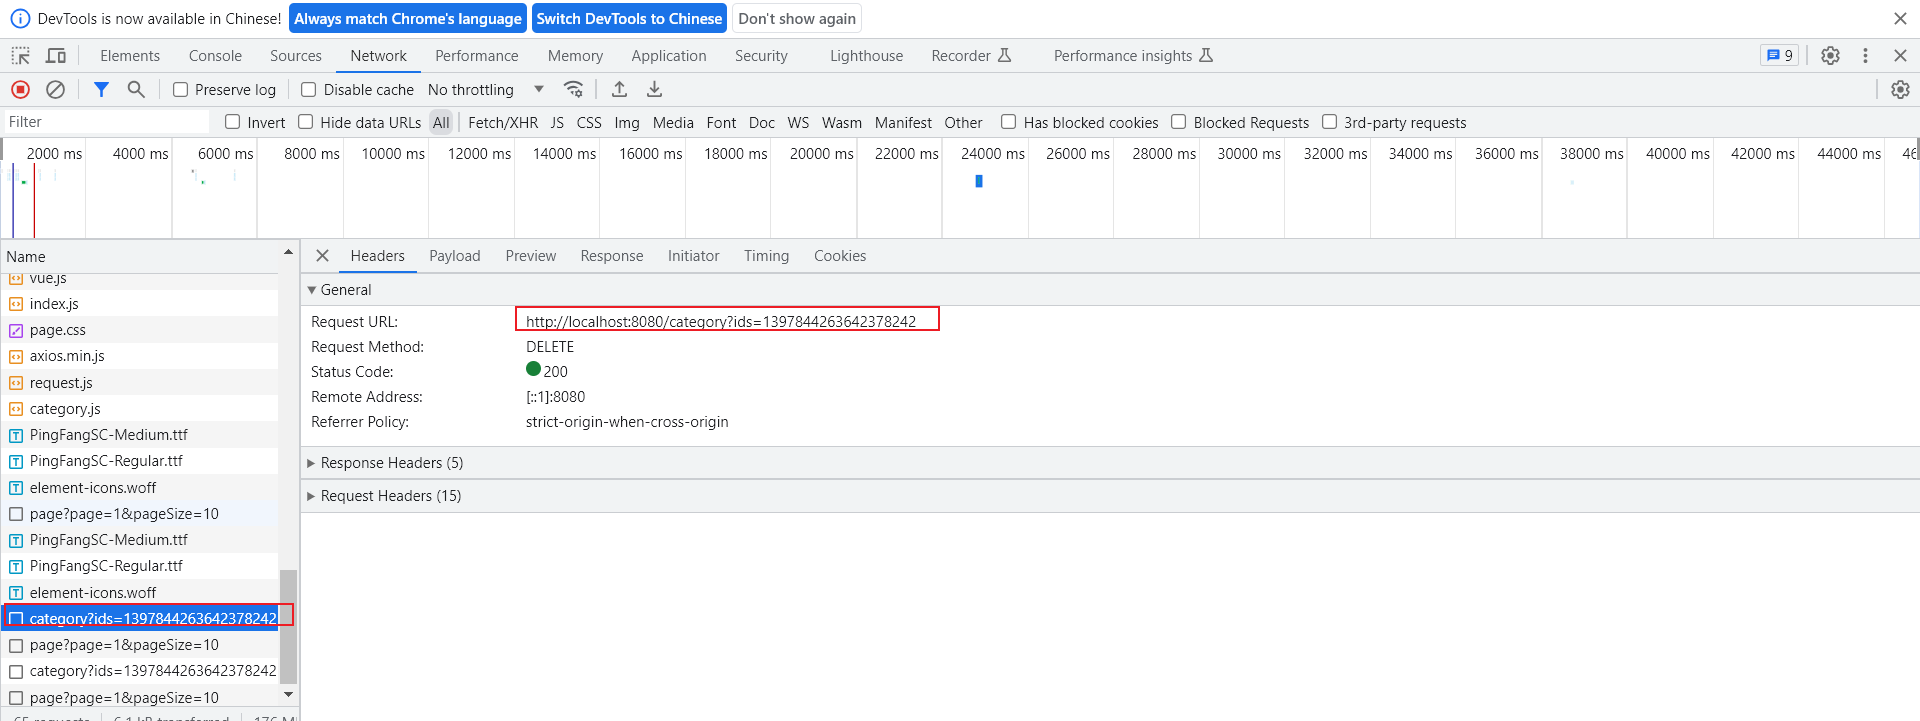 DevTools is now available in Chinese! Always match Chrome's language Switch DevTools to Chinese Don't show again
Elements Console Sources Network Performance Memory Application Security Lighthouse Recorder Performance insights 9
Preserve log Disable cache No throttling
Filter Invert Hide data URLs All Fetch/XHR JS CSS Img Media Font Doc WS Wasm Manifest Other Has blocked cookies Blocked Requests 3rd-party requests
2000 ms 4000 ms 6000 ms 8000 ms 10000 ms 12000 ms 14000 ms 16000 ms 18000 ms 20000 ms 22000 ms 24000 ms 26000 ms 28000 ms 30000 ms 32000 ms 34000 ms 36000 ms 38000 ms 40000 ms 42000 ms 44000 ms
Name
vue.js
index.js
page.css
axios.min.js
request.js
category.js
PingFangSC-Medium.ttf
PingFangSC-Regular.ttf
element-icons.woff
page?page=1&pageSize=10
PingFangSC-Medium.ttf
PingFangSC-Regular.ttf
element-icons.woff
category?ids=1397844263642378242
page?page=1&pageSize=10
category?ids=1397844263642378242
page?page=1&pageSize=10
65 requests 6.1 kB transferred
Headers Payload Preview Response Initiator Timing Cookies
General
Request URL: http://localhost:8080/category?ids=1397844263642378242
Request Method: DELETE
Status Code: 200
Remote Address: [::1]:8080
Referrer Policy: strict-origin-when-cross-origin
Response Headers (5)
Request Headers (15)